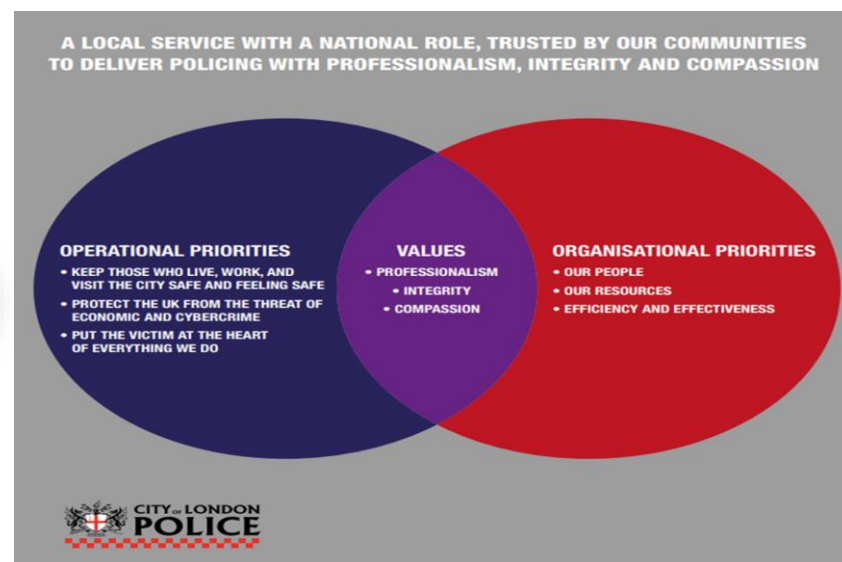 A LOCAL SERVICE WITH A NATIONAL ROLE, TRUSTED BY OUR COMMUNITIES
TO DELIVER POLICING WITH PROFESSIONALISM, INTEGRITY AND COMPASSION
OPERATIONAL PRIORITIES
• KEEP THOSE WHO LIVE, WORK, AND
VISIT THE CITY SAFE AND FEELING SAFE
• PROTECT THE UK FROM THE THREAT OF
ECONOMIC AND CYBERCRIME
• PUT THE VICTIM AT THE HEART
OF EVERYTHING WE DO
VALUES
• PROFESSIONALISM
• INTEGRITY
• COMPASSION
ORGANISATIONAL PRIORITIES
• OUR PEOPLE
• OUR RESOURCES
• EFFICIENCY AND EFFECTIVENESS
CITY OF LONDON
POLICE